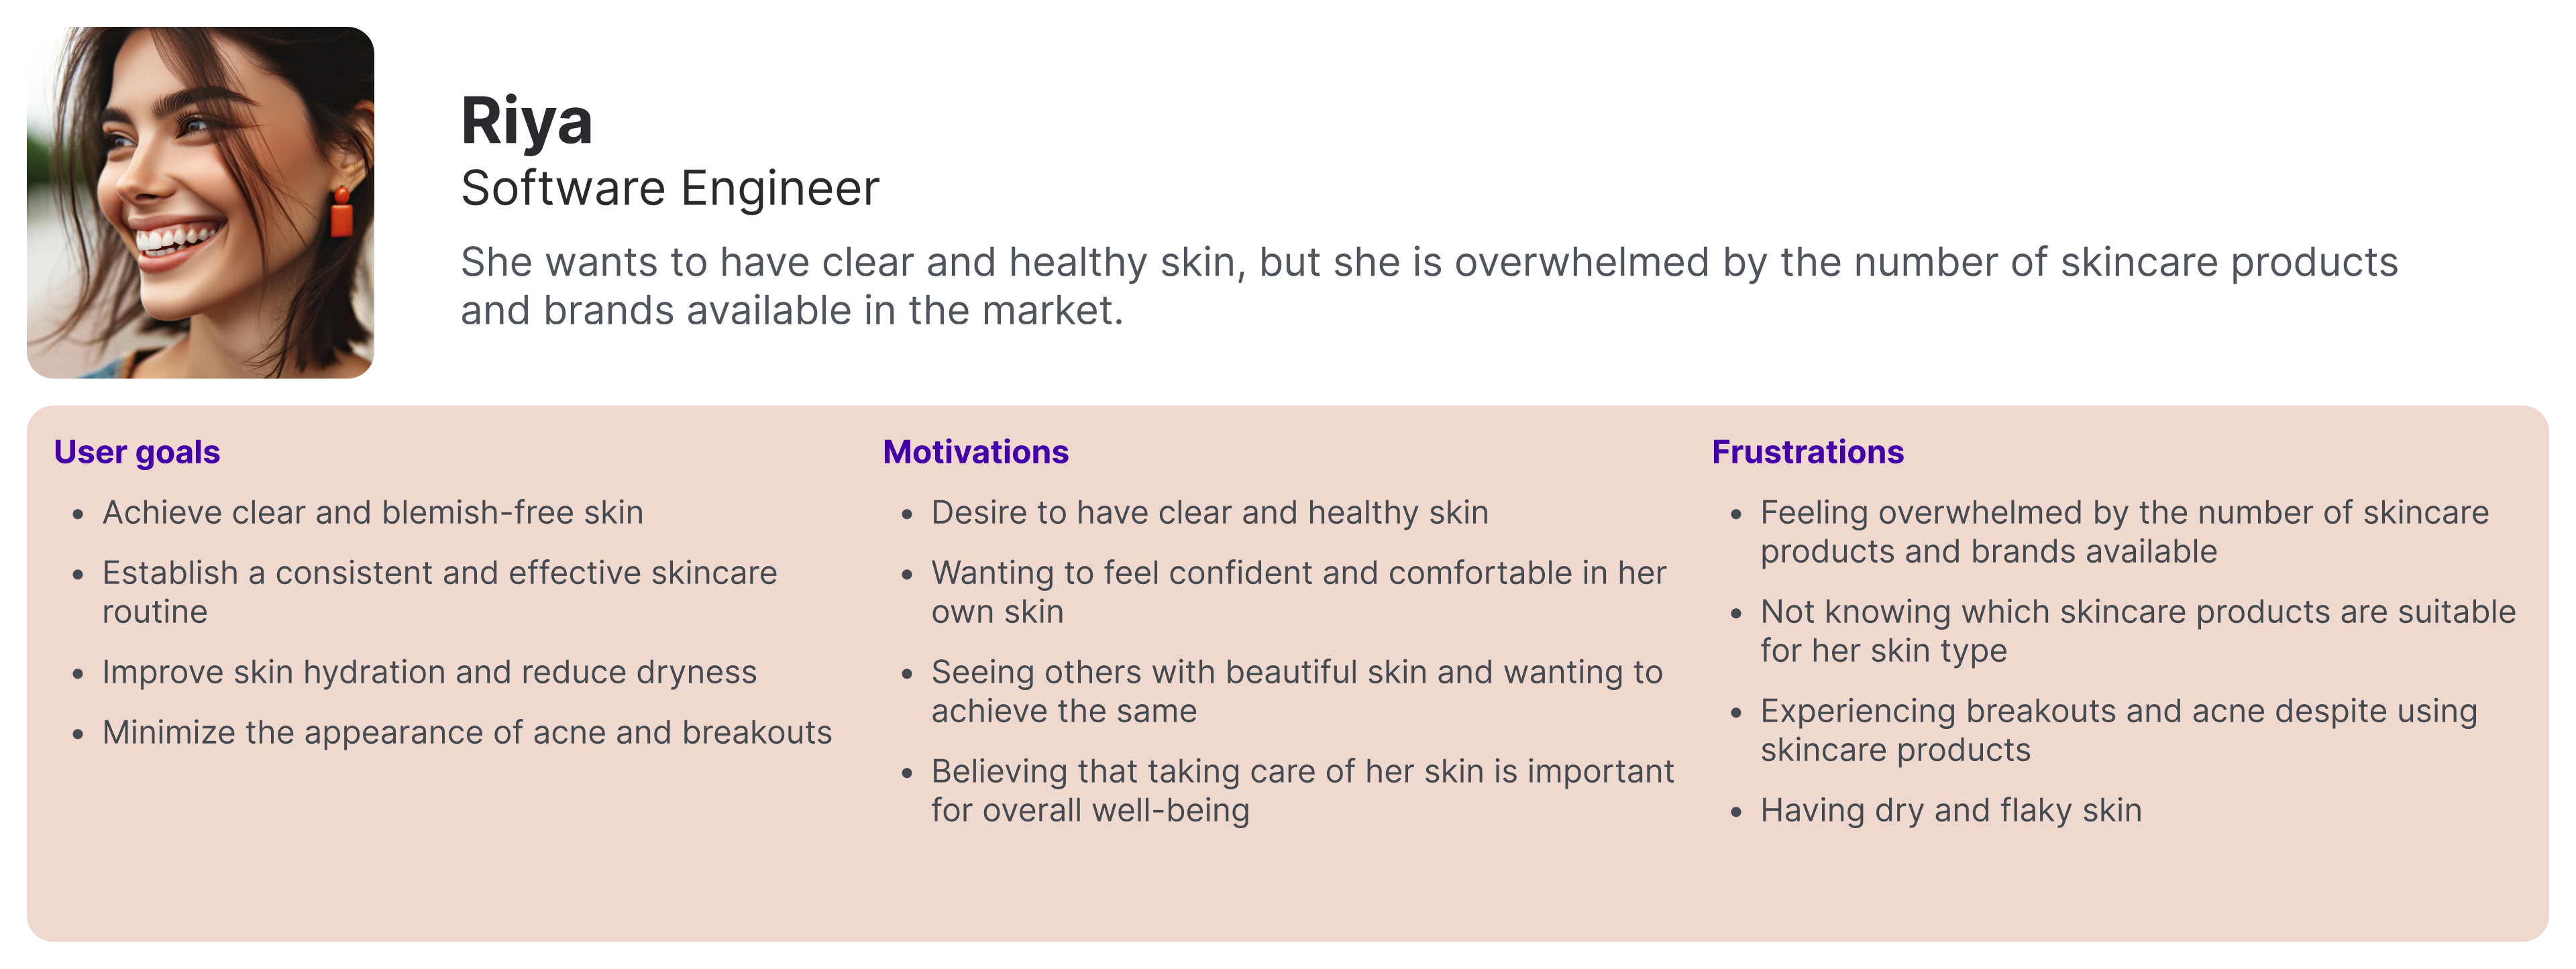 Riya
Software Engineer
She wants to have clear and healthy skin, but she is overwhelmed by the number of skincare products
and brands available in the market.
User goals
• Achieve clear and blemish-free skin
• Establish a consistent and effective skincare
routine
• Improve skin hydration and reduce dryness
• Minimize the appearance of acne and breakouts
Motivations
• Desire to have clear and healthy skin
• Wanting to feel confident and comfortable in her
own skin
• Seeing others with beautiful skin and wanting to
achieve the same
• Believing that taking care of her skin is important
for overall well-being
Frustrations
• Feeling overwhelmed by the number of skincare
products and brands available
• Not knowing which skincare products are suitable
for her skin type
• Experiencing breakouts and acne despite using
skincare products
• Having dry and flaky skin